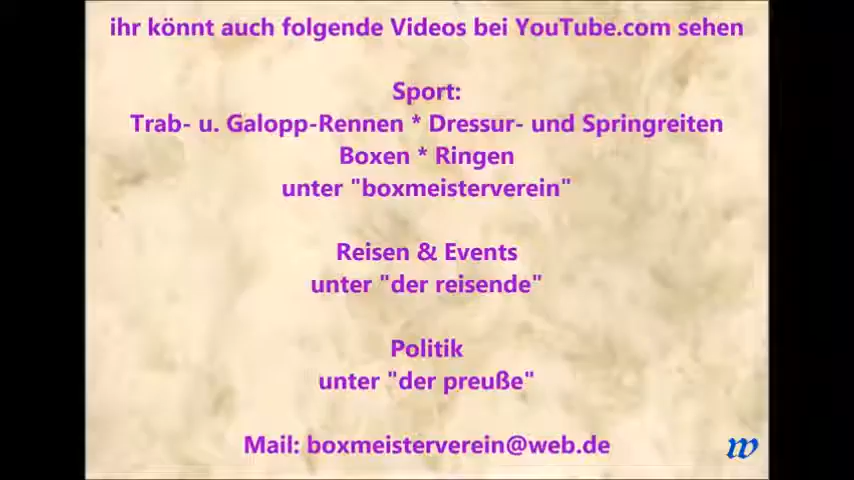 ihr könnt auch folgende Videos bei YouTube.com sehen
Sport:
Trab- u. Galopp-Rennen * Dressur- und Springreiten
Boxen * Ringen
unter "boxmeisterverein"
Reisen & Events
unter "der reisende"
Politik
unter "der preuße"
Mail: boxmeisterverein@web.de
w